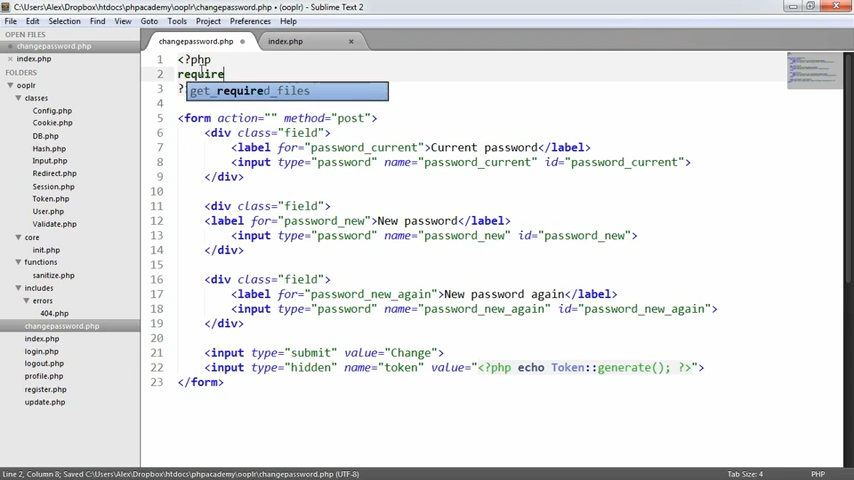 C:\Users\Alex\Dropbox\htdocs\phpacademy\ooplr\changepassword.php • (ooplr) - Sublime Text 2
File Edit Selection Find View Goto Tools Project Preferences Help
OPEN FILES
changepassword.php
index.php
FOLDERS
ooplr
classes
Config.php
Cookie.php
DB.php
Hash.php
Input.php
Redirect.php
Session.php
Token.php
User.php
Validate.php
core
init.php
functions
sanitize.php
includes
errors
404.php
changepassword.php
index.php
login.php
logout.php
profile.php
register.php
update.php
changepassword.php index.php
1 <?php
2 require
get_required_files
3 ?
4
5 <form action="" method="post">
6 <div class="field">
7 <label for="password_current">Current password</label>
8 <input type="password" name="password_current" id="password_current">
9 </div>
10
11 <div class="field">
12 <label for="password_new">New password</label>
13 <input type="password" name="password_new" id="password_new">
14 </div>
15
16 <div class="field">
17 <label for="password_new_again">New password again</label>
18 <input type="password" name="password_new_again" id="password_new_again">
19 </div>
20
21 <input type="submit" value="Change">
22 <input type="hidden" name="token" value="<?php echo Token::generate(); ?>">
23 </form>
Line 2, Column 8; Saved C:\Users\Alex\Dropbox\htdocs\phpacademy\ooplr\changepassword.php (UTF-8) Tab Size: 4 PHP